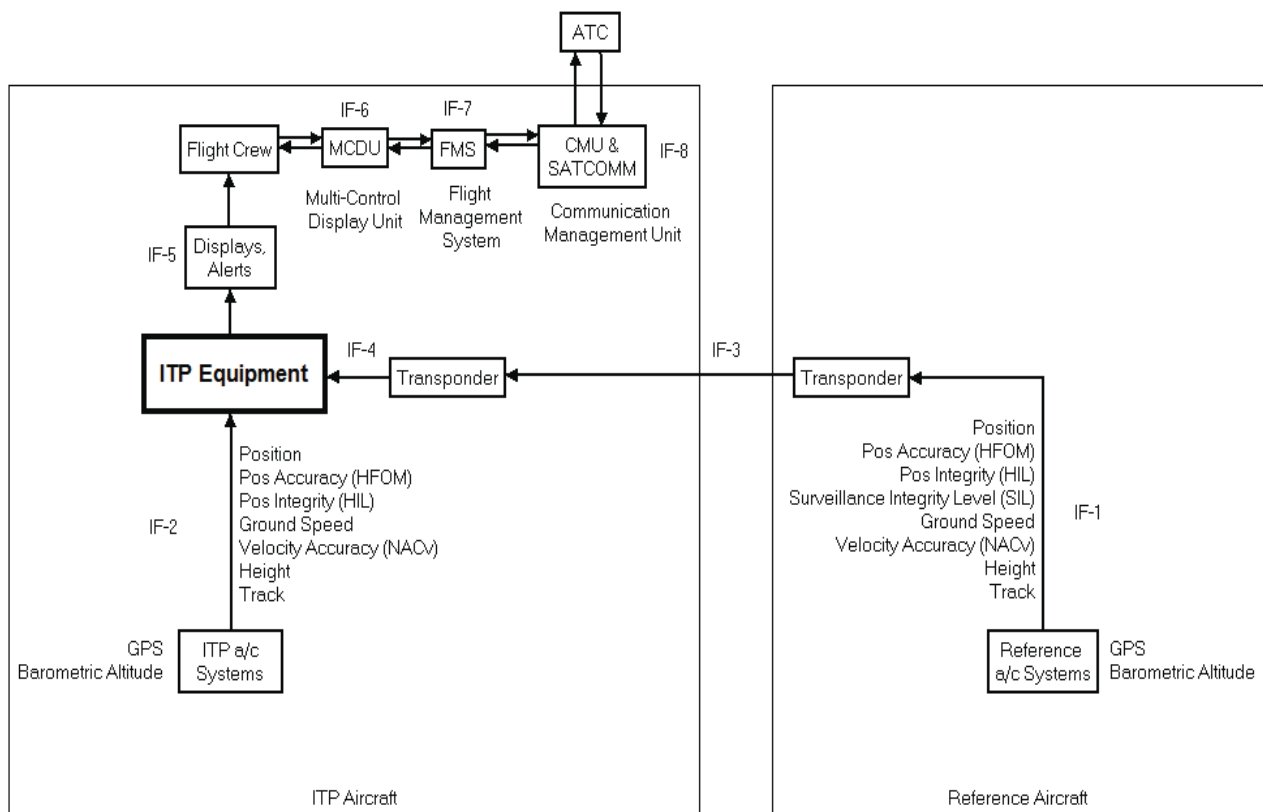 ATC
IF-6
IF-7
Flight Crew
MCDU
FMS
CMU &
SATCOMM
IF-8
Multi-Control
Display Unit
Flight
Management
System
Communication
Management Unit
IF-5
Displays,
Alerts
ITP Equipment
IF-4
Transponder
IF-3
Transponder
Position
Pos Accuracy (HFOM)
Pos Integrity (HIL)
Ground Speed
Velocity Accuracy (NACv)
Height
Track
IF-2
Position
Pos Accuracy (HFOM)
Pos Integrity (HIL)
Surveillance Integrity Level (SIL)
Ground Speed
Velocity Accuracy (NACv)
Height
Track
IF-1
GPS
Barometric Altitude
ITP a/c
Systems
Reference
a/c Systems
GPS
Barometric Altitude
ITP Aircraft
Reference Aircraft